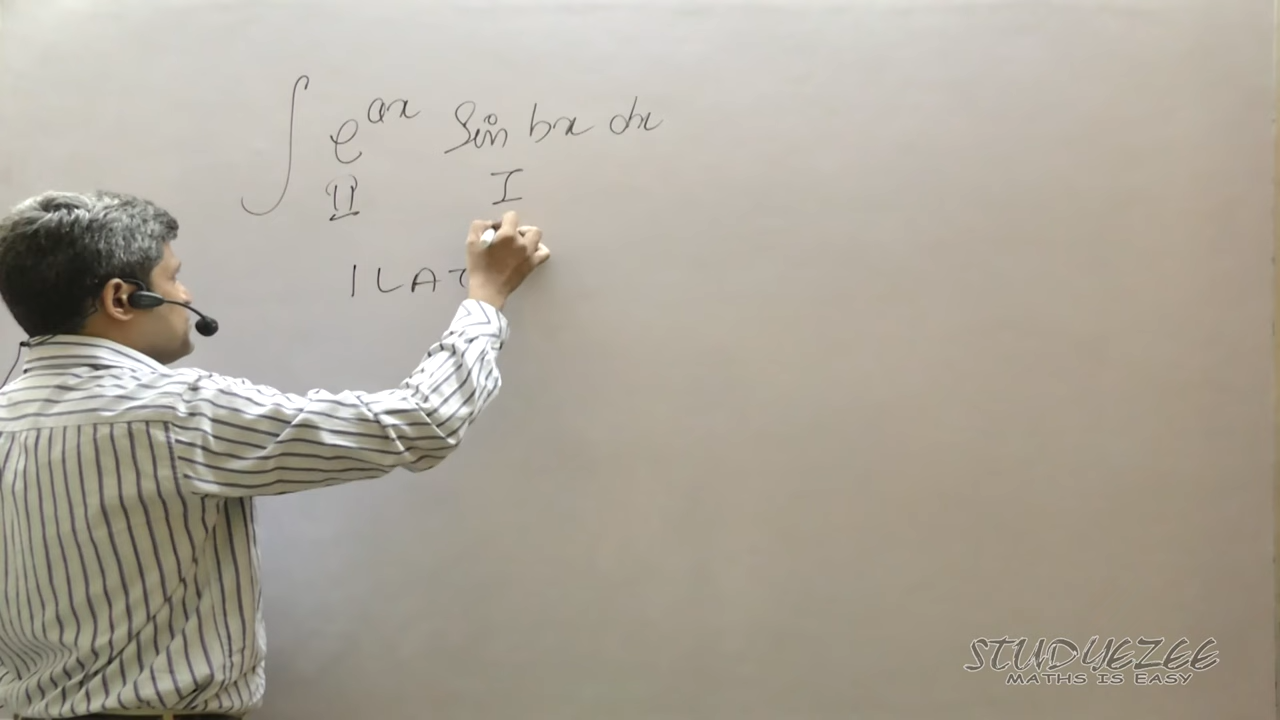 ∫ e^{ax} Sin bx dx
II I
ILAT
STUDYEZEE
MATHS IS EASY